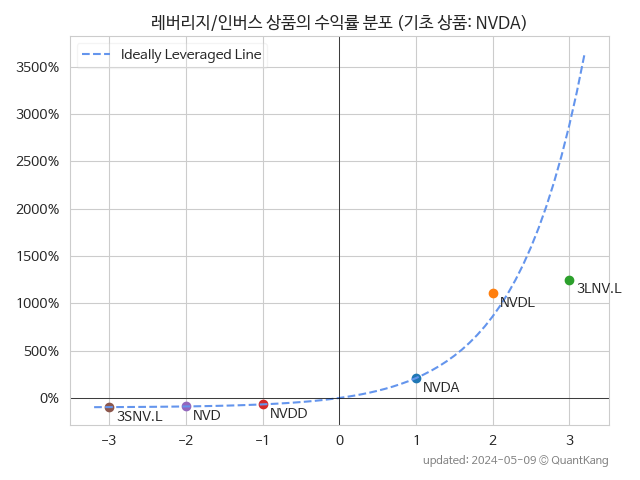 레버리지/인버스 상품의 수익률 분포 (기초 상품: NVDA)
Ideally Leveraged Line
3500%
3000%
2500%
2000%
1500%
1000%
500%
0%
3LNV.L
NVDL
NVDA
3SNV.L
NVD
NVDD
−3
−2
−1
0
1
2
3
updated: 2024-05-09 © QuantKang